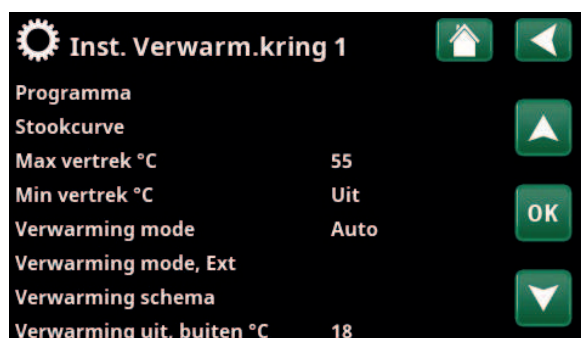 Inst. Verwarm.kring 1
Programma
Stookcurve
Max vertrek °C 55
Min vertrek °C Uit
OK
Verwarming mode Auto
Verwarming mode, Ext
Verwarming schema
Verwarming uit, buiten °C 18